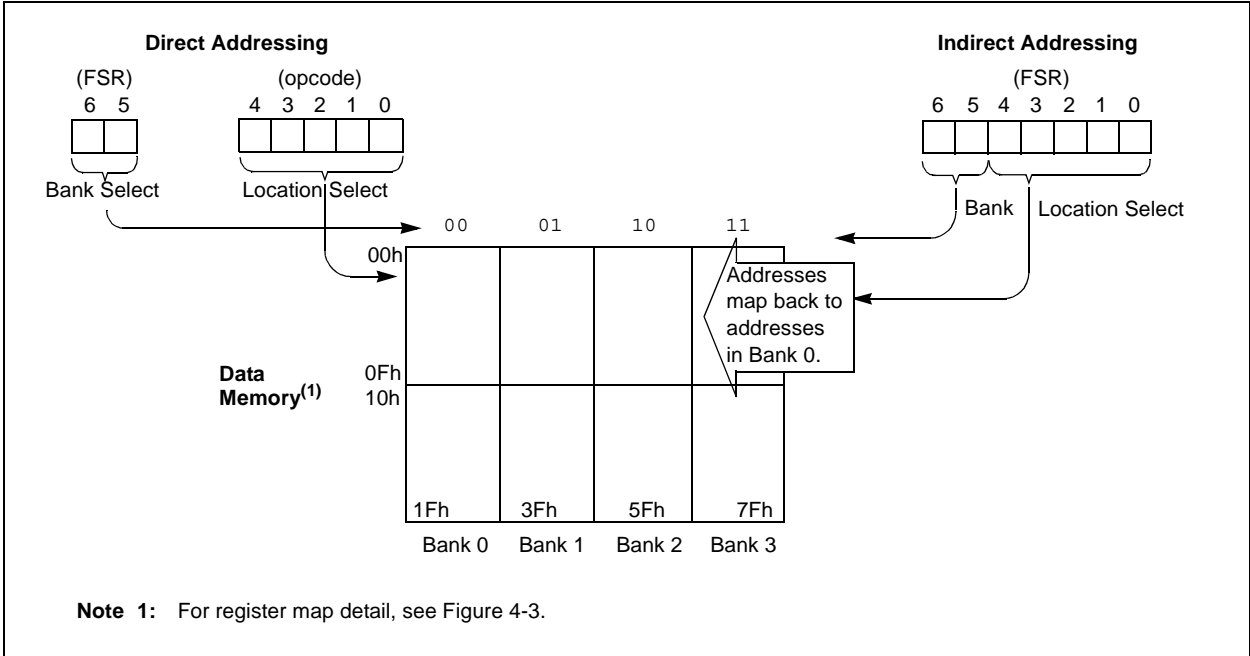 Direct Addressing
(FSR)
6 5
(opcode)
4 3 2 1 0
Bank Select
Location Select
Indirect Addressing
(FSR)
6 5 4 3 2 1 0
Bank
Location Select
00 01 10 11
00h
Addresses
map back to
addresses
in Bank 0.
Data
Memory(1)
0Fh
10h
1Fh 3Fh 5Fh 7Fh
Bank 0 Bank 1 Bank 2 Bank 3
Note 1: For register map detail, see Figure 4-3.